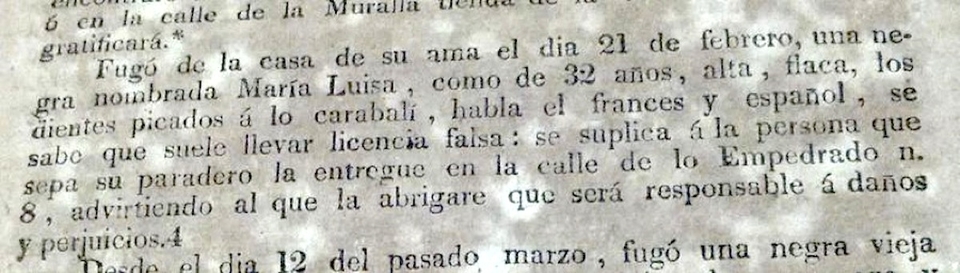 ó en la calle de la Muralla tienda de la
gratificará.*
Fugó de la casa de su ama el dia 21 de febrero, una ne-
gra nombrada María Luisa, como de 32 años, alta, flaca, los
dientes picados á lo carabalí, habla el frances y español, se
sabe que suele llevar licencia falsa: se suplica á la persona que
sepa su paradero la entregue en la calle de lo Empedrado n.
8, advirtiendo al que la abrigare que será responsable á daños
y perjuicios.4
Desde el dia 12 del pasado marzo, fugó una negra vieja